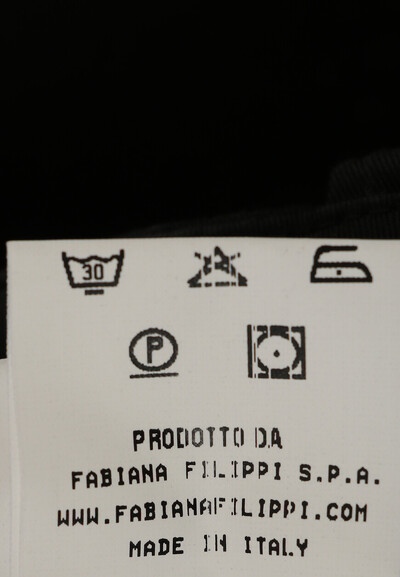 30
P
PRODOTTO DA
FABIANA FILIPPI S.P.A.
WWW.FABIANAFILIPPI.COM
MADE IN ITALY